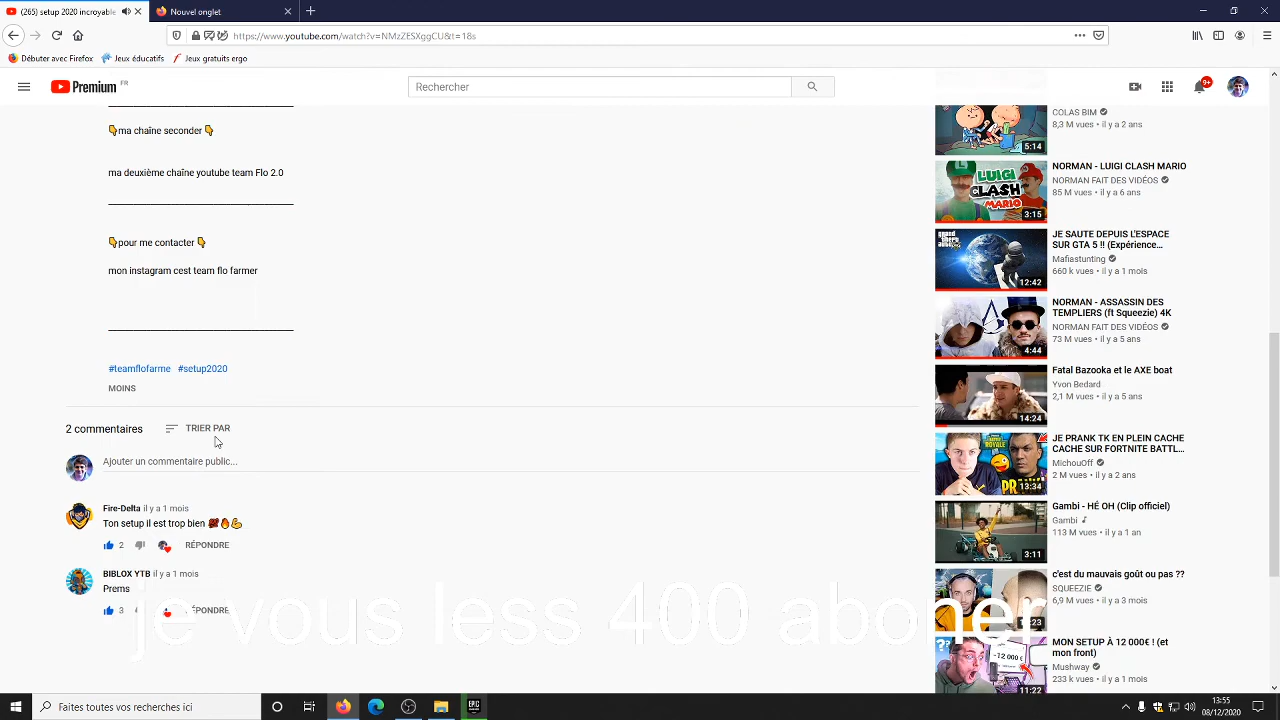 (265) setup 2020 incroyable
Nouvel onglet
https://www.youtube.com/watch?v=NMzZESXggCU&t=18s
Débuter avec Firefox
Jeux éducatifs
Jeux gratuits ergo
Premium FR
Rechercher
9+
👇ma chaîne seconder👇
ma deuxième chaîne youtube team Flo 2.0
👇pour me contacter👇
mon instagram cest team flo farmer
#teamflofarme #setup2020
MOINS
2 commentaires
TRIER PAR
Ajouter un commentaire public...
Fire-Delta il y a 1 mois
Ton setup il est trop bien 💯🔥💪
2
RÉPONDRE
BIBLOX YTB il y a 1 mois
Prems
3
RÉPONDRE
je less 400 aboner
COLAS BIM
8,3 M vues • il y a 2 ans
5:14
LUIGI
CLASH
MARIO
3:15
NORMAN - LUIGI CLASH MARIO
NORMAN FAIT DES VIDÉOS
85 M vues • il y a 6 ans
12:42
JE SAUTE DEPUIS L'ESPACE
SUR GTA 5 !! (Expérience...
Mafiastunting
660 k vues • il y a 1 mois
4:44
NORMAN - ASSASSIN DES
TEMPLIERS (ft Squeezie) 4K
NORMAN FAIT DES VIDÉOS
73 M vues • il y a 5 ans
14:24
Fatal Bazooka et le AXE boat
Yvon Bedard
2,1 M vues • il y a 5 ans
13:34
JE PRANK TK EN PLEIN CACHE
CACHE SUR FORTNITE BATTL...
MichouOff
2 M vues • il y a 2 ans
3:11
Gambi - HÉ OH (Clip officiel)
Gambi
113 M vues • il y a 1 an
c'est du mauvais goût ou pas ??
SQUEEZIE
6,9 M vues • il y a 3 mois
-12 000 €
11:22
MON SETUP À 12 000€ ! (et
mon front)
Mushway
233 k vues • il y a 1 mois
Faites toutes vos recherches ici
EPIC
13:55
08/12/2020